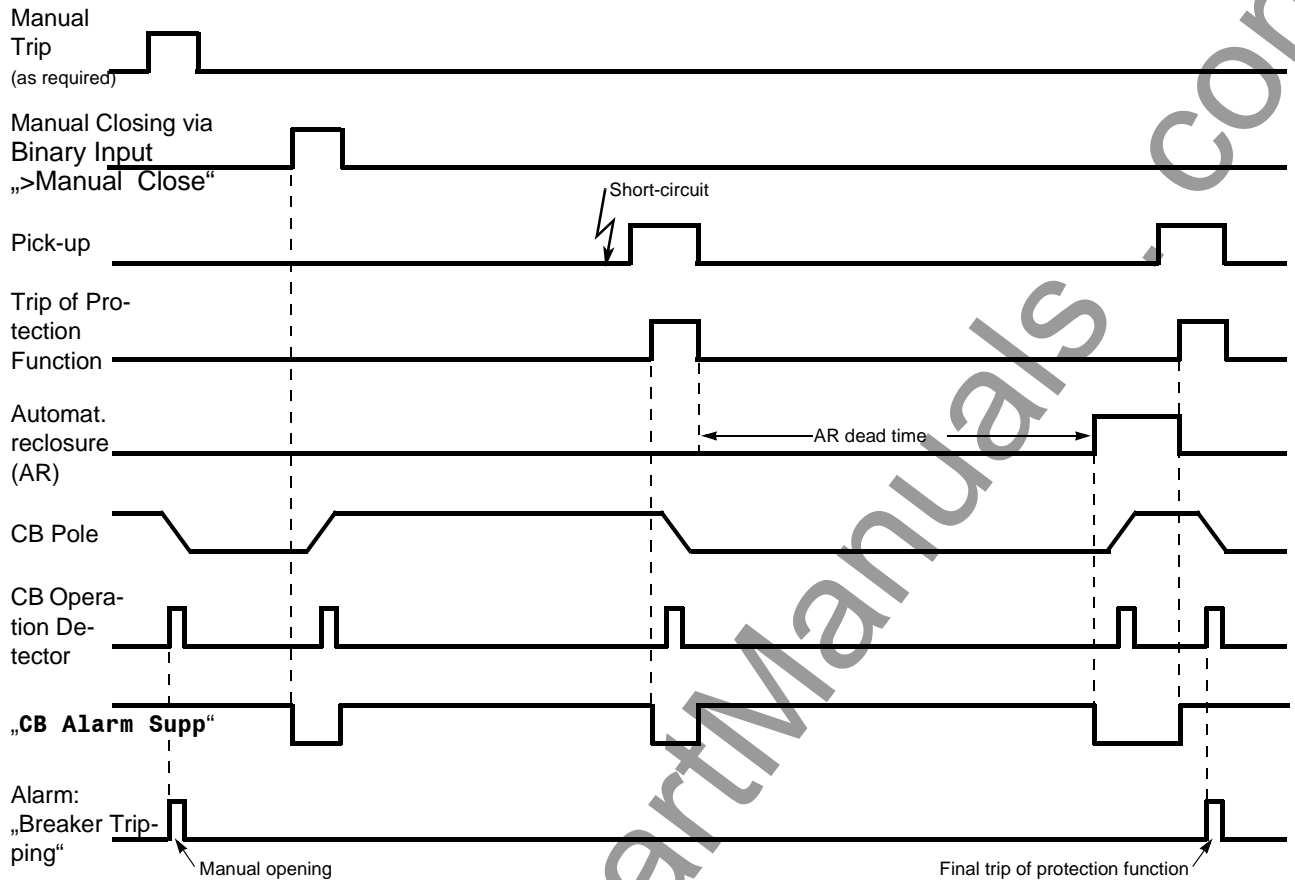 Manual
Trip
(as required)
Manual Closing via
Binary Input
„>Manual Close“
Short-circuit
Pick-up
Trip of Pro-
tection
Function
Automat.
reclosure
(AR)
AR dead time
CB Pole
CB Opera-
tion De-
tector
„CB Alarm Supp“
Alarm:
„Breaker Trip-
ping“
Manual opening
Final trip of protection function
artManuals . com